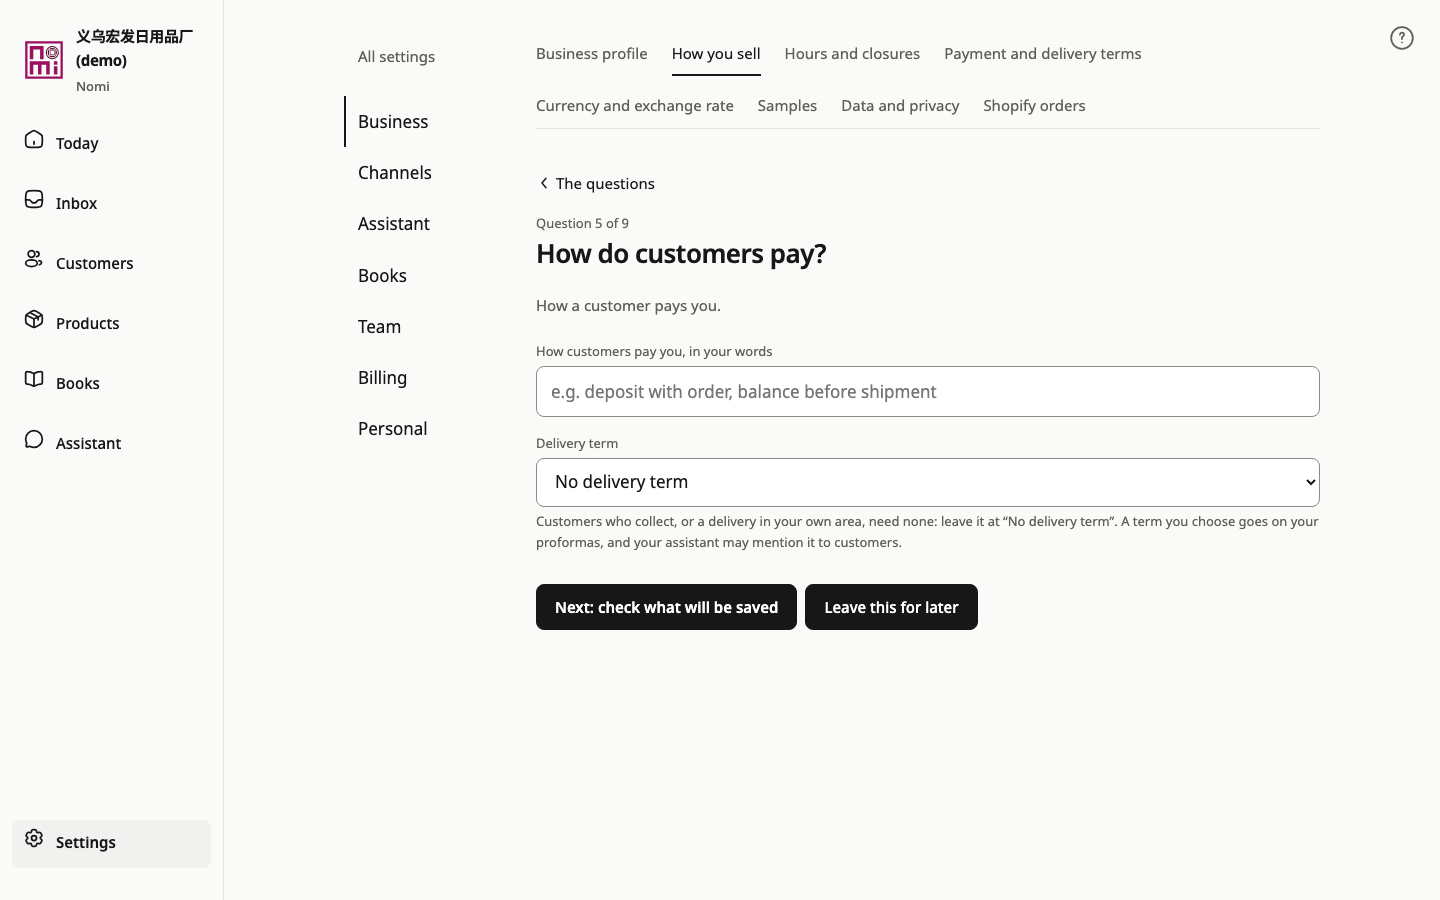 义乌宏发日用品厂
(demo)
Nomi
Today
Inbox
Customers
Products
Books
Assistant
Settings
All settings
Business
Channels
Assistant
Books
Team
Billing
Personal
Business profile
How you sell
Hours and closures
Payment and delivery terms
Currency and exchange rate
Samples
Data and privacy
Shopify orders
The questions
Question 5 of 9
How do customers pay?
How a customer pays you.
How customers pay you, in your words
e.g. deposit with order, balance before shipment
Delivery term
No delivery term
Customers who collect, or a delivery in your own area, need none: leave it at “No delivery term”. A term you choose goes on your
proformas, and your assistant may mention it to customers.
Next: check what will be saved
Leave this for later